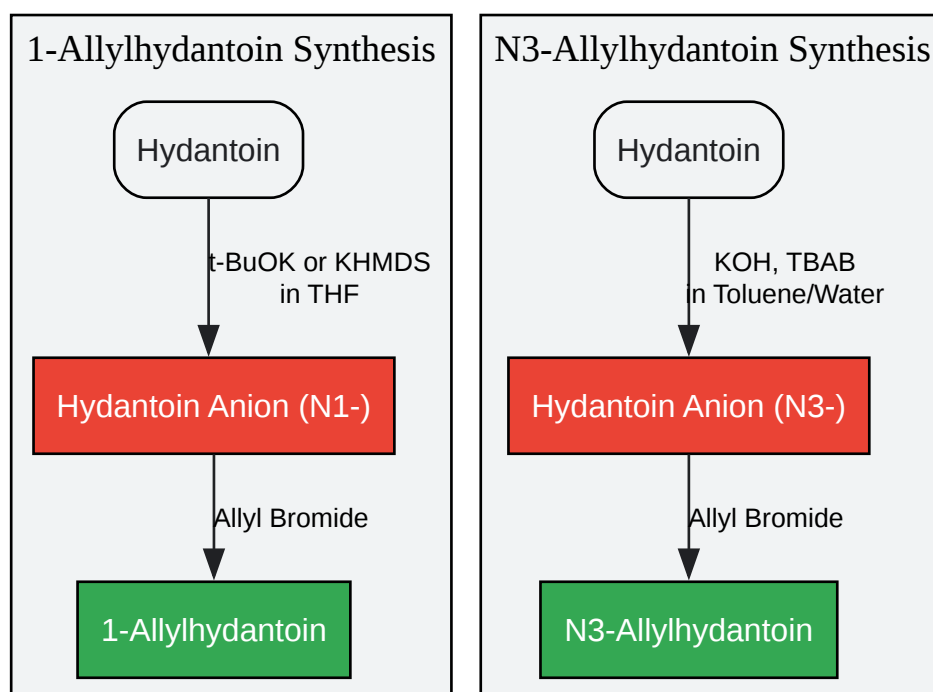 1-Allylhydantoin Synthesis
Hydantoin
t-BuOK or KHMDS
in THF
Hydantoin Anion (N1-)
Allyl Bromide
1-Allylhydantoin
N3-Allylhydantoin Synthesis
Hydantoin
KOH, TBAB
in Toluene/Water
Hydantoin Anion (N3-)
Allyl Bromide
N3-Allylhydantoin